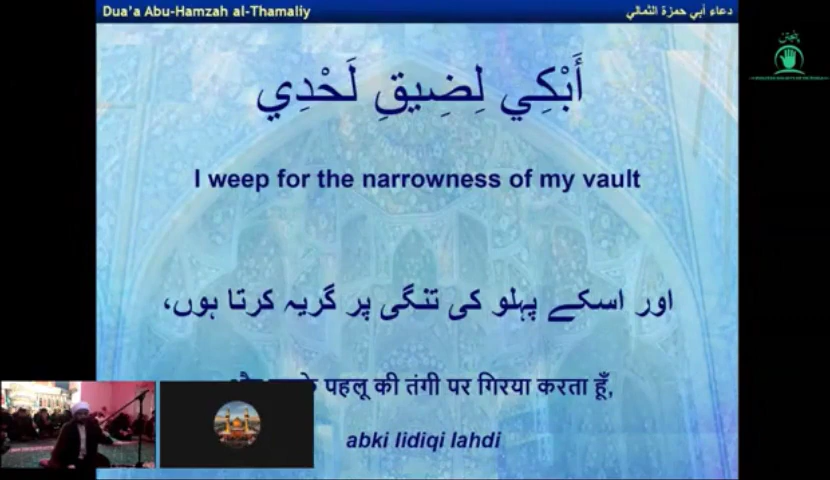 Dua'a Abu-Hamzah al-Thamaliy
دعاء أبي حمزة الثمالي
أَبْكِي لِضِيقِ لَحْدِي
I weep for the narrowness of my vault
اور اسکے پہلو کی تنگی پر گریہ کرتا ہوں،
पहलू की तंगी पर गिरया करता हूँ,
abki lidiqi lahdi